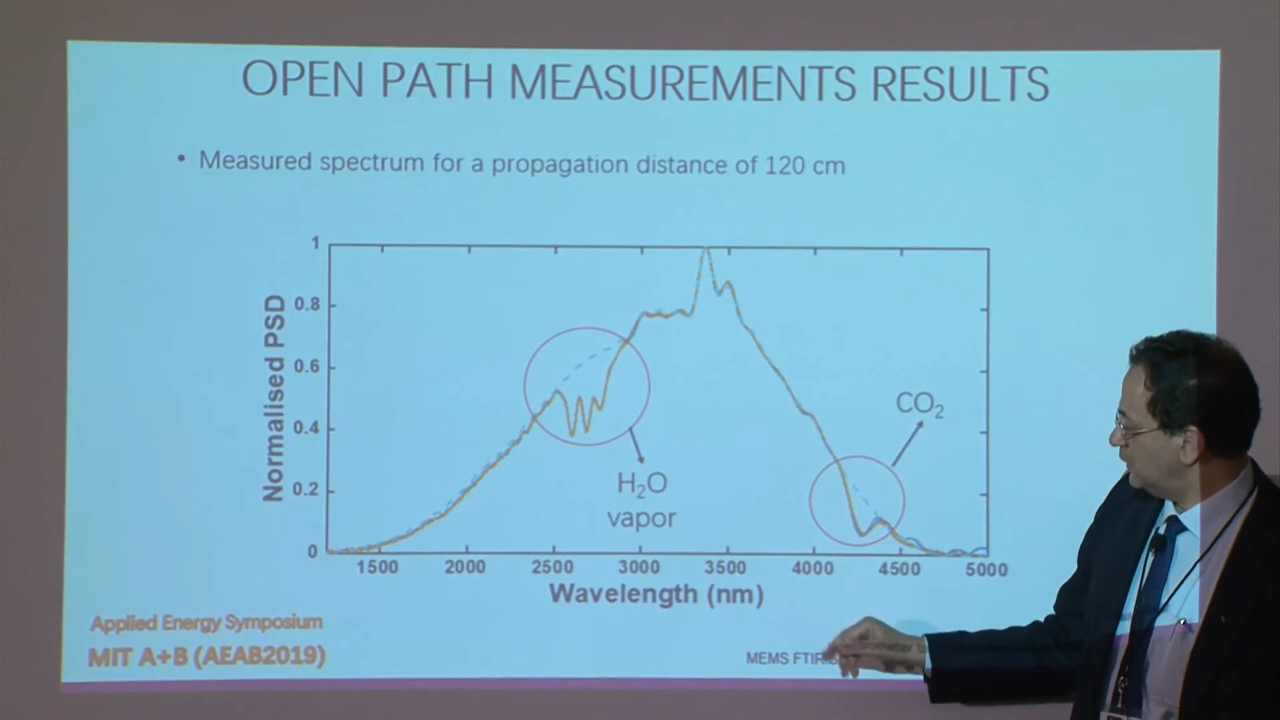 OPEN PATH MEASUREMENTS RESULTS
• Measured spectrum for a propagation distance of 120 cm
Normalised PSD
1
0.8
0.6
0.4
0.2
0
H₂O
vapor
CO₂
1500 2000 2500 3000 3500 4000 4500 5000
Wavelength (nm)
Applied Energy Symposium
MIT A+B (AEAB2019)
MEMS FTIR